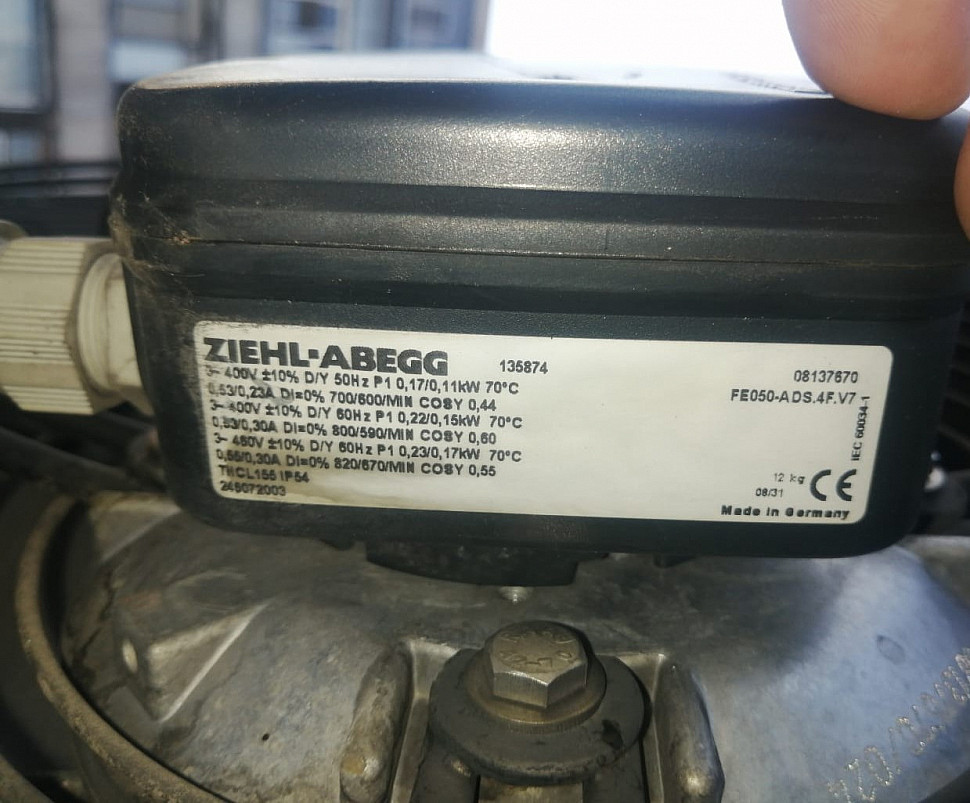 ZIEHL-ABEGG 135874
3~ 400V ±10% D/Y 50Hz P1 0,17/0,11kW 70°C
0,53/0,23A DI=0% 700/600/MIN COSY 0,44
3~ 400V ±10% D/Y 60Hz P1 0,22/0,15kW 70°C
0,53/0,30A DI=0% 800/590/MIN COSY 0,60
3~ 460V ±10% D/Y 60Hz P1 0,23/0,17kW 70°C
0,55/0,30A DI=0% 820/670/MIN COSY 0,55
THCL155 IP54
08137670
FE050-ADS.4F.V7
IEC 60034-1
12 kg
08/31
CE
Made in Germany